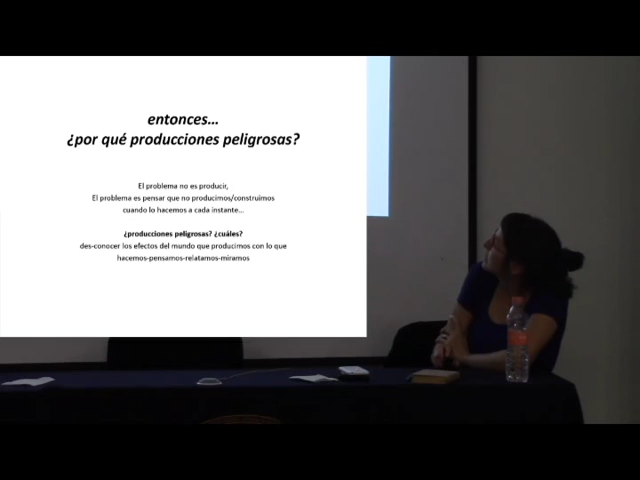 entonces...
¿por qué producciones peligrosas?
El problema no es producir,
El problema es pensar que no producimos/construimos
cuando lo hacemos a cada instante...
¿producciones peligrosas? ¿cuáles?
des-conocer los efectos del mundo que producimos con lo que
hacemos-pensamos-relatamos-miramos